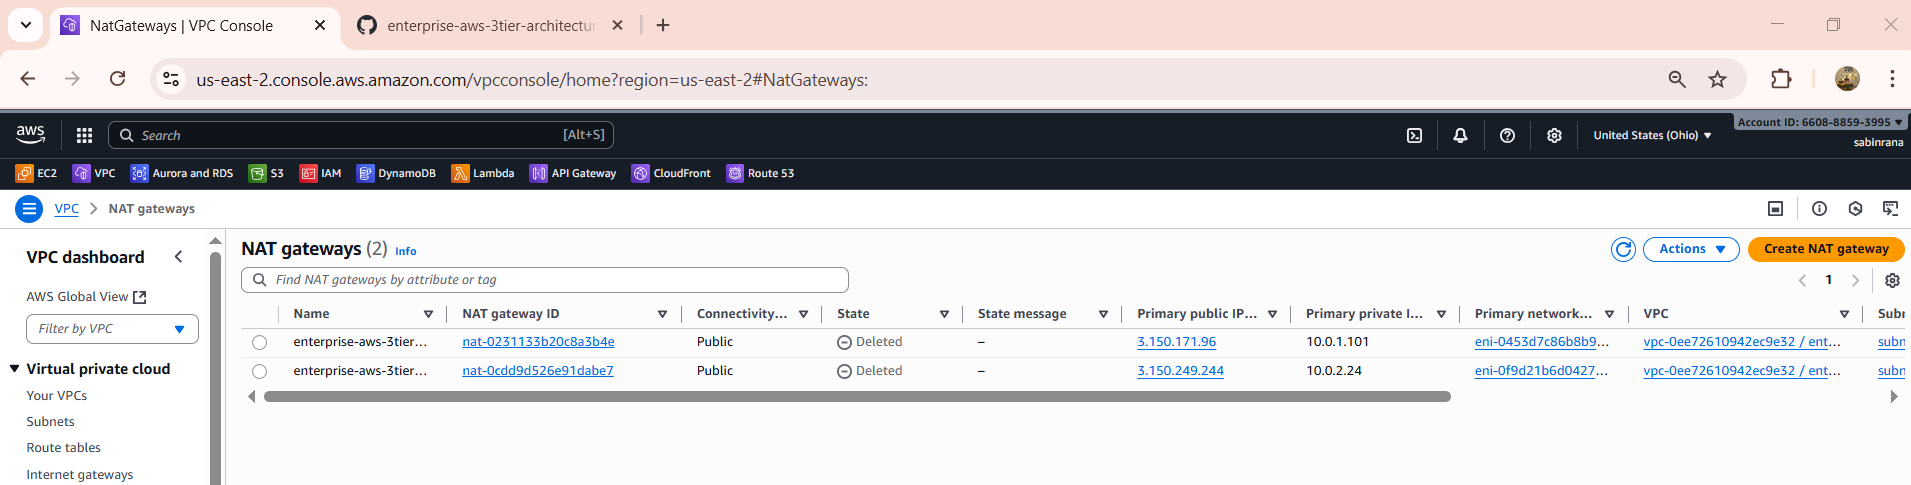 NatGateways | VPC Console
enterprise-aws-3tier-architectur
us-east-2.console.aws.amazon.com/vpcconsole/home?region=us-east-2#NatGateways:
aws
Search [Alt+S]
United States (Ohio)
Account ID: 6608-8859-3995
sabinrana
EC2 VPC Aurora and RDS S3 IAM DynamoDB Lambda API Gateway CloudFront Route 53
VPC > NAT gateways
VPC dashboard
AWS Global View
Filter by VPC
Virtual private cloud
Your VPCs
Subnets
Route tables
Internet gateways
NAT gateways (2) Info
Actions
Create NAT gateway
Find NAT gateways by attribute or tag
1
Name NAT gateway ID Connectivity... State State message Primary public IP... Primary private I... Primary network... VPC Subn
enterprise-aws-3tier... nat-0231133b20c8a3b4e Public Deleted – 3.150.171.96 10.0.1.101 eni-0453d7c86b8b9... vpc-0ee72610942ec9e32 / ent... subn
enterprise-aws-3tier... nat-0cdd9d526e91dabe7 Public Deleted – 3.150.249.244 10.0.2.24 eni-0f9d21b6d0427... vpc-0ee72610942ec9e32 / ent... subn